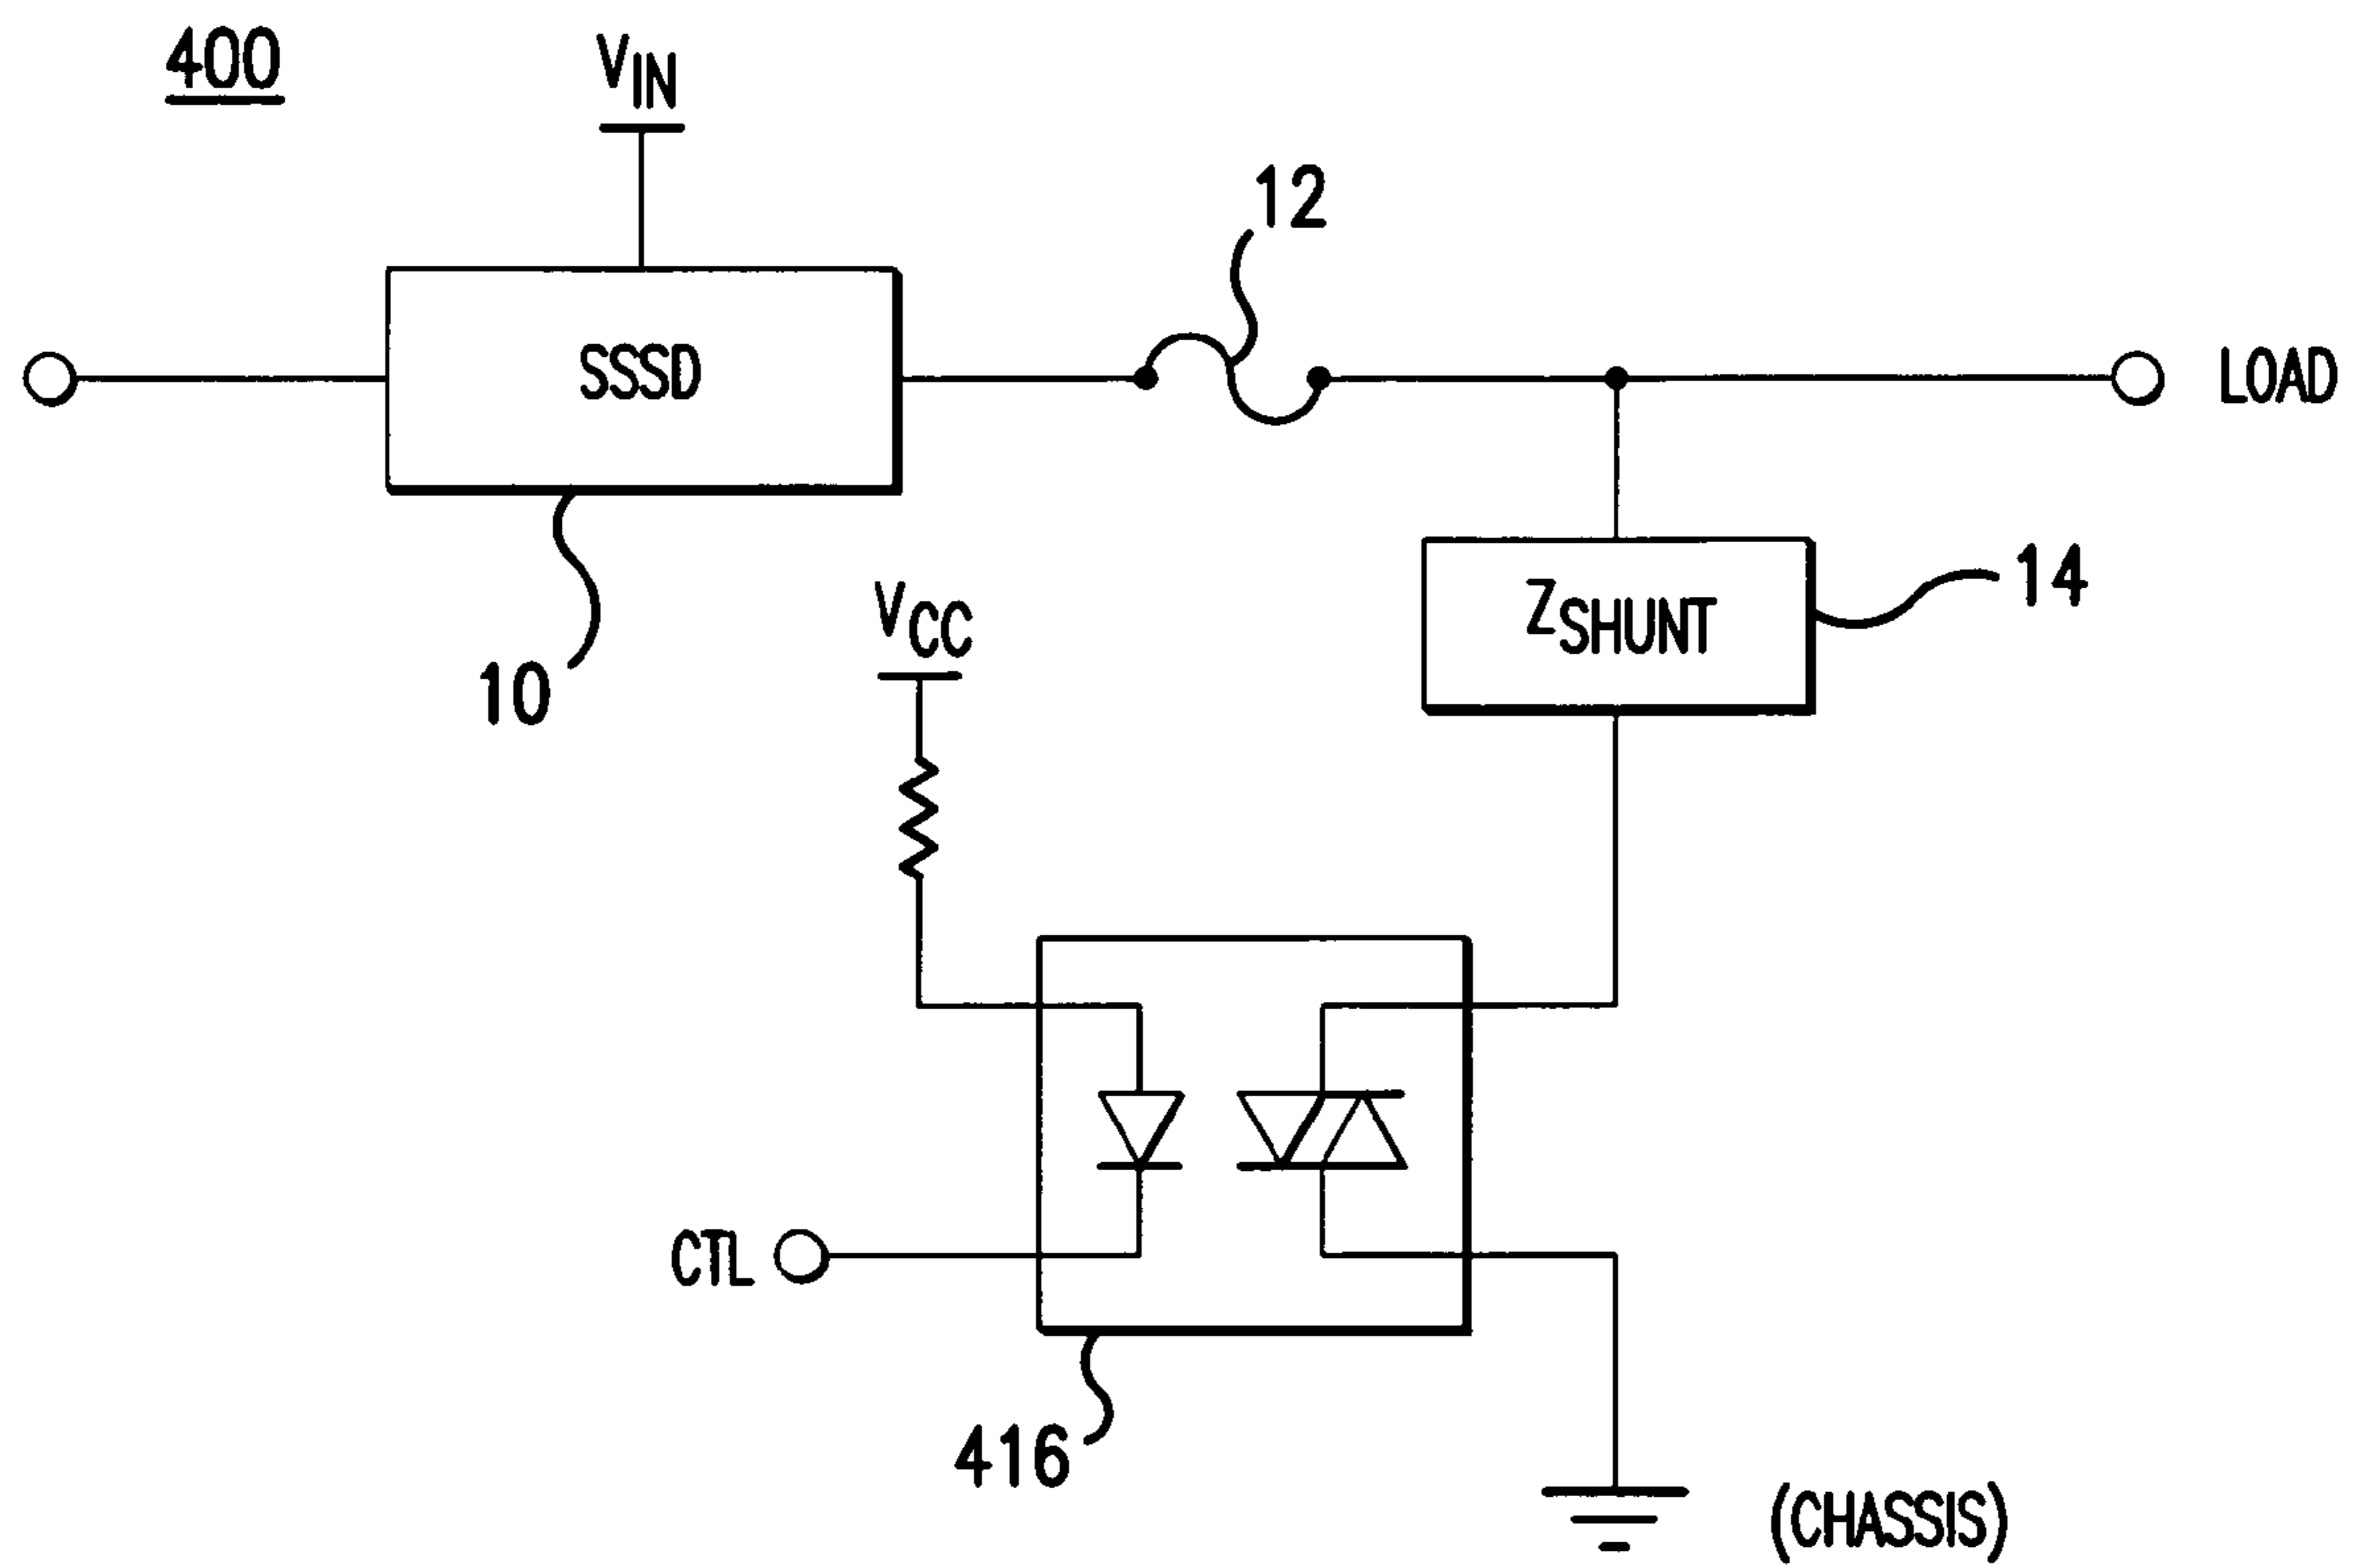 400
VIN
12
SSSD
LOAD
ZSHUNT
14
VCC
10
CTL
416
(CHASSIS)